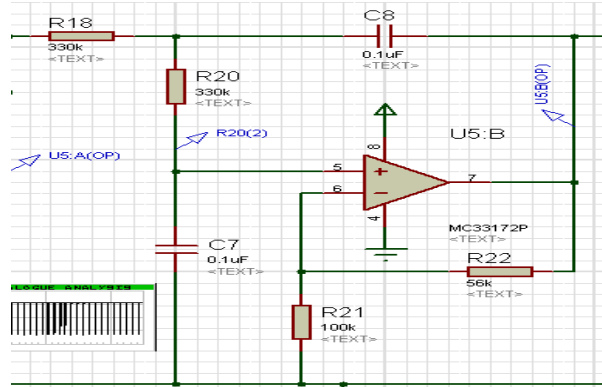 R18
330k
<TEXT>
C8
0.1uF
<TEXT>
R20
330k
<TEXT>
R20(2)
U5:A(OP)
U5:B(OP)
U5:B
8
5
6
7
4
MC33172P
<TEXT>
C7
0.1uF
<TEXT>
R22
56k
<TEXT>
R21
100k
<TEXT>
LOGUE ANALYSIS